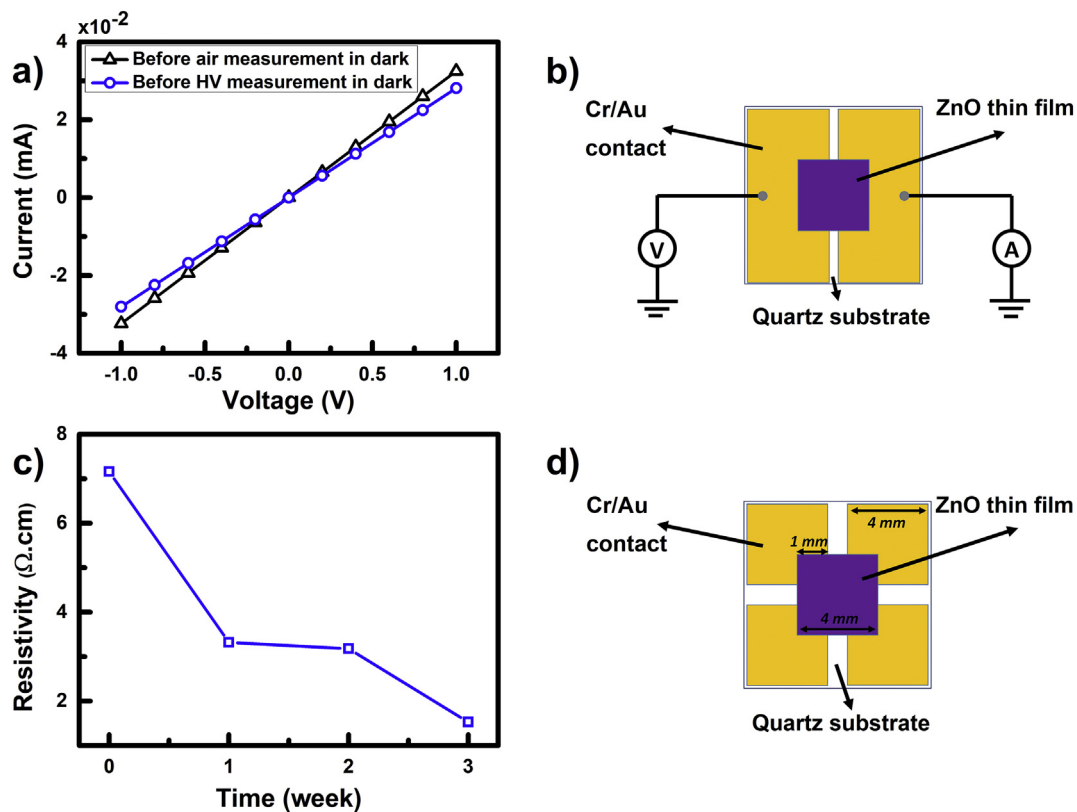 a)
x10-2
4
2
0
-2
-4
Current (mA)
Before air measurement in dark
Before HV measurement in dark
-1.0
-0.5
0.0
0.5
1.0
Voltage (V)
b)
Cr/Au
contact
ZnO thin film
V
A
Quartz substrate
c)
8
6
4
2
Resistivity (Ω.cm)
0
1
2
3
Time (week)
d)
Cr/Au
contact
ZnO thin film
4 mm
1 mm
4 mm
Quartz substrate